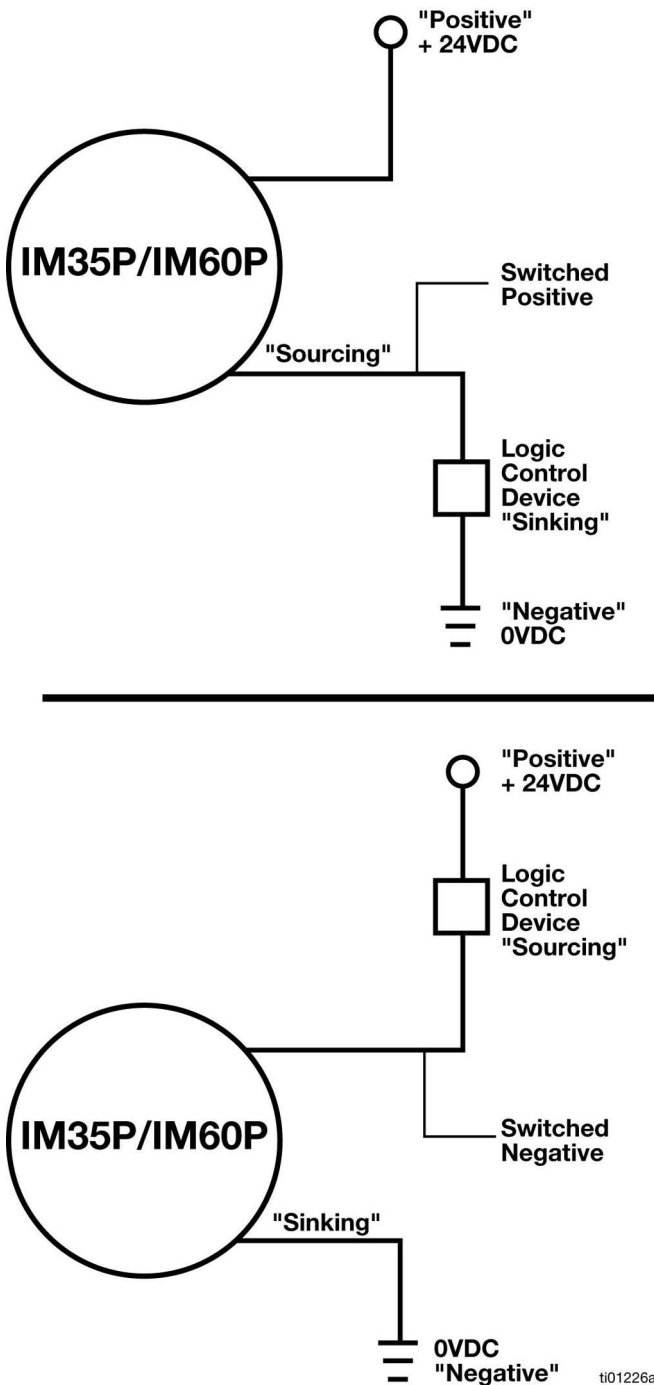 "Positive"
+ 24VDC
IM35P/IM60P
Switched
Positive
"Sourcing"
Logic
Control
Device
"Sinking"
"Negative"
0VDC
"Positive"
+ 24VDC
Logic
Control
Device
"Sourcing"
IM35P/IM60P
Switched
Negative
"Sinking"
0VDC
"Negative"
ti01226a